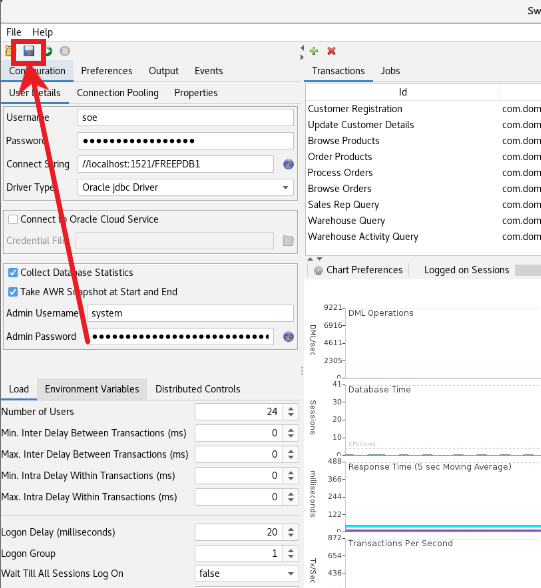 Sw
File Help
Configuration Preferences Output Events
User Details Connection Pooling Properties
Username soe
Password
Connect String //localhost:1521/FREEPDB1
Driver Type Oracle jdbc Driver
Connect to Oracle Cloud Service
Credential File
Collect Database Statistics
Take AWR Snapshot at Start and End
Admin Username system
Admin Password
Load Environment Variables Distributed Controls
Number of Users 24
Min. Inter Delay Between Transactions (ms) 0
Max. Inter Delay Between Transactions (ms) 0
Min. Intra Delay Within Transactions (ms) 0
Max. Intra Delay Within Transactions (ms) 0
Logon Delay (milliseconds) 20
Logon Group 1
Wait Till All Sessions Log On false
Transactions Jobs
Id
Customer Registration com.dom
Update Customer Details com.dom
Browse Products com.dom
Order Products com.dom
Process Orders com.dom
Browse Orders com.dom
Sales Rep Query com.dom
Warehouse Query com.dom
Warehouse Activity Query com.dom
Chart Preferences Logged on Sessions
DML Operations
DML/sec
9221
6916
4611
2305
0
Database Time
Sessions
41
30
20
10
CPU Cores
0
Response Time (5 sec Moving Average)
milliseconds
488
366
244
122
0
Transactions Per Second
Tx/Sec
872
654
436